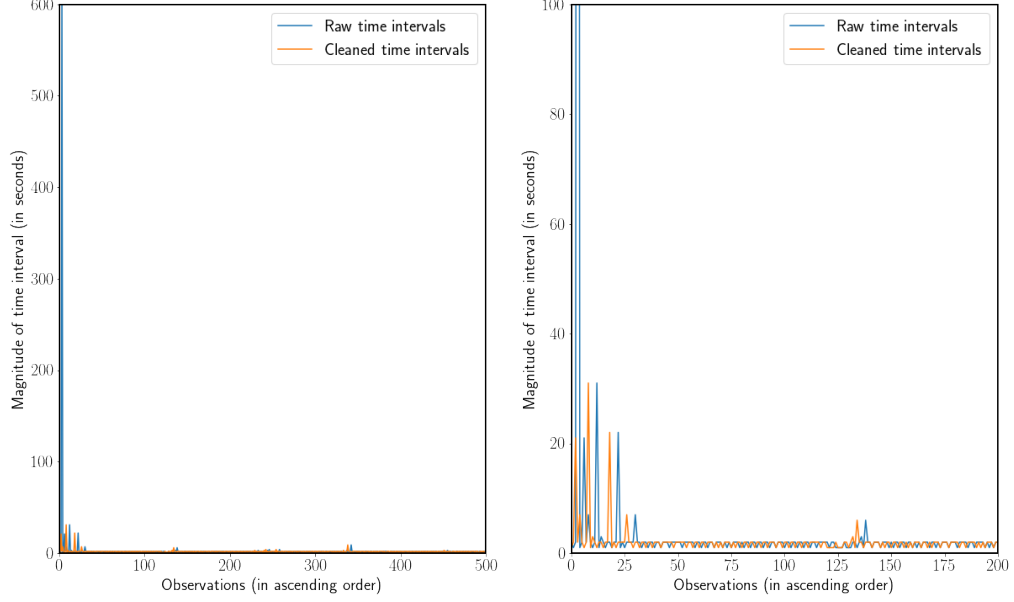 Raw time intervals
Cleaned time intervals
Magnitude of time interval (in seconds)
600
500
400
300
200
100
0
0 100 200 300 400 500
Observations (in ascending order)
Raw time intervals
Cleaned time intervals
Magnitude of time interval (in seconds)
100
80
60
40
20
0
0 25 50 75 100 125 150 175 200
Observations (in ascending order)